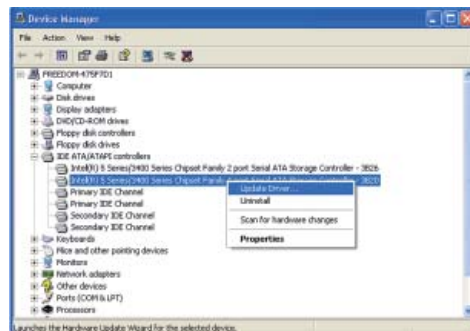 Device Manager
File Action View Help
FREEDOM-475F7D1
Computer
Disk drives
Display adapters
DVD/CD-ROM drives
Floppy disk controllers
Floppy disk drives
IDE ATA/ATAPI controllers
Intel(R) 5 Series/3400 Series Chipset Family 2 port Serial ATA Storage Controller - 3B26
Intel(R) 5 Series/3400 Series Chipset Family
Update Driver...
Primary IDE Channel
Uninstall
Primary IDE Channel
Secondary IDE Channel
Scan for hardware changes
Secondary IDE Channel
Keyboards
Properties
Mice and other pointing devices
Monitors
Network adapters
Other devices
Ports (COM & LPT)
Processors
Launches the Hardware Update Wizard for the selected device.